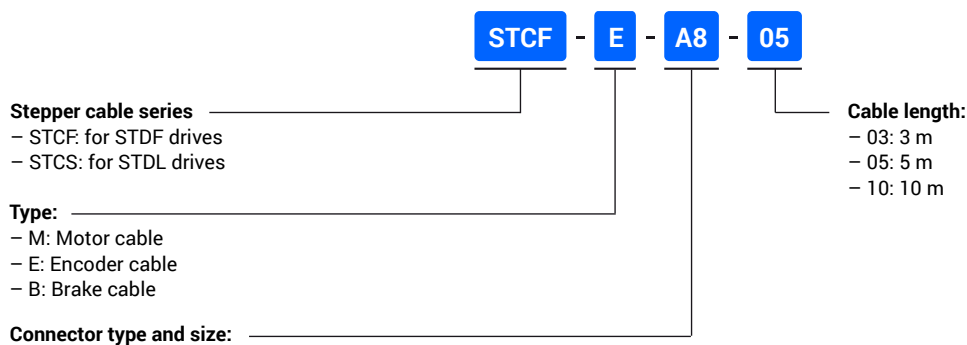 STCF - E - A8 - 05
Stepper cable series
– STCF: for STDF drives
– STCS: for STDL drives
Cable length:
– 03: 3 m
– 05: 5 m
– 10: 10 m
Type:
– M: Motor cable
– E: Encoder cable
– B: Brake cable
Connector type and size: